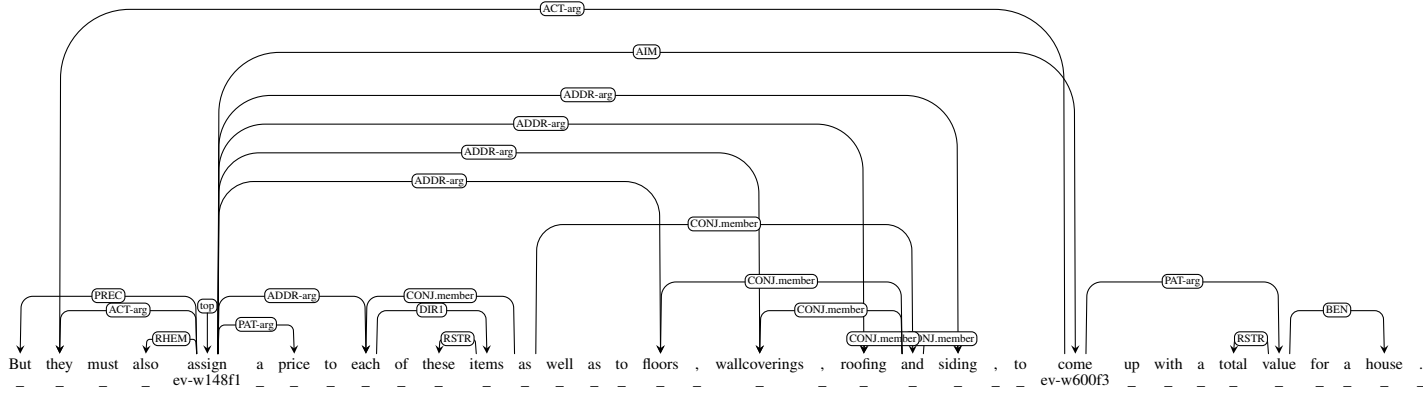 ACT-arg
AIM
ADDR-arg
ADDR-arg
ADDR-arg
ADDR-arg
CONJ.member
CONJ.member PAT-arg
PREC top ADDR-arg CONJ.member
ACT-arg DIR1 CONJ.member BEN
PAT-arg
RHEM RSTR CONJ.member CONJ.member RSTR
But they must also assign a price to each of these items as well as to floors , wallcoverings , roofing and siding , to come up with a total value for a house .
_ _ _ _ ev-w148f1 _ _ _ _ _ _ _ _ _ _ _ _ _ _ _ _ _ _ _ _ ev-w600f3 _ _ _ _ _ _ _ _ _